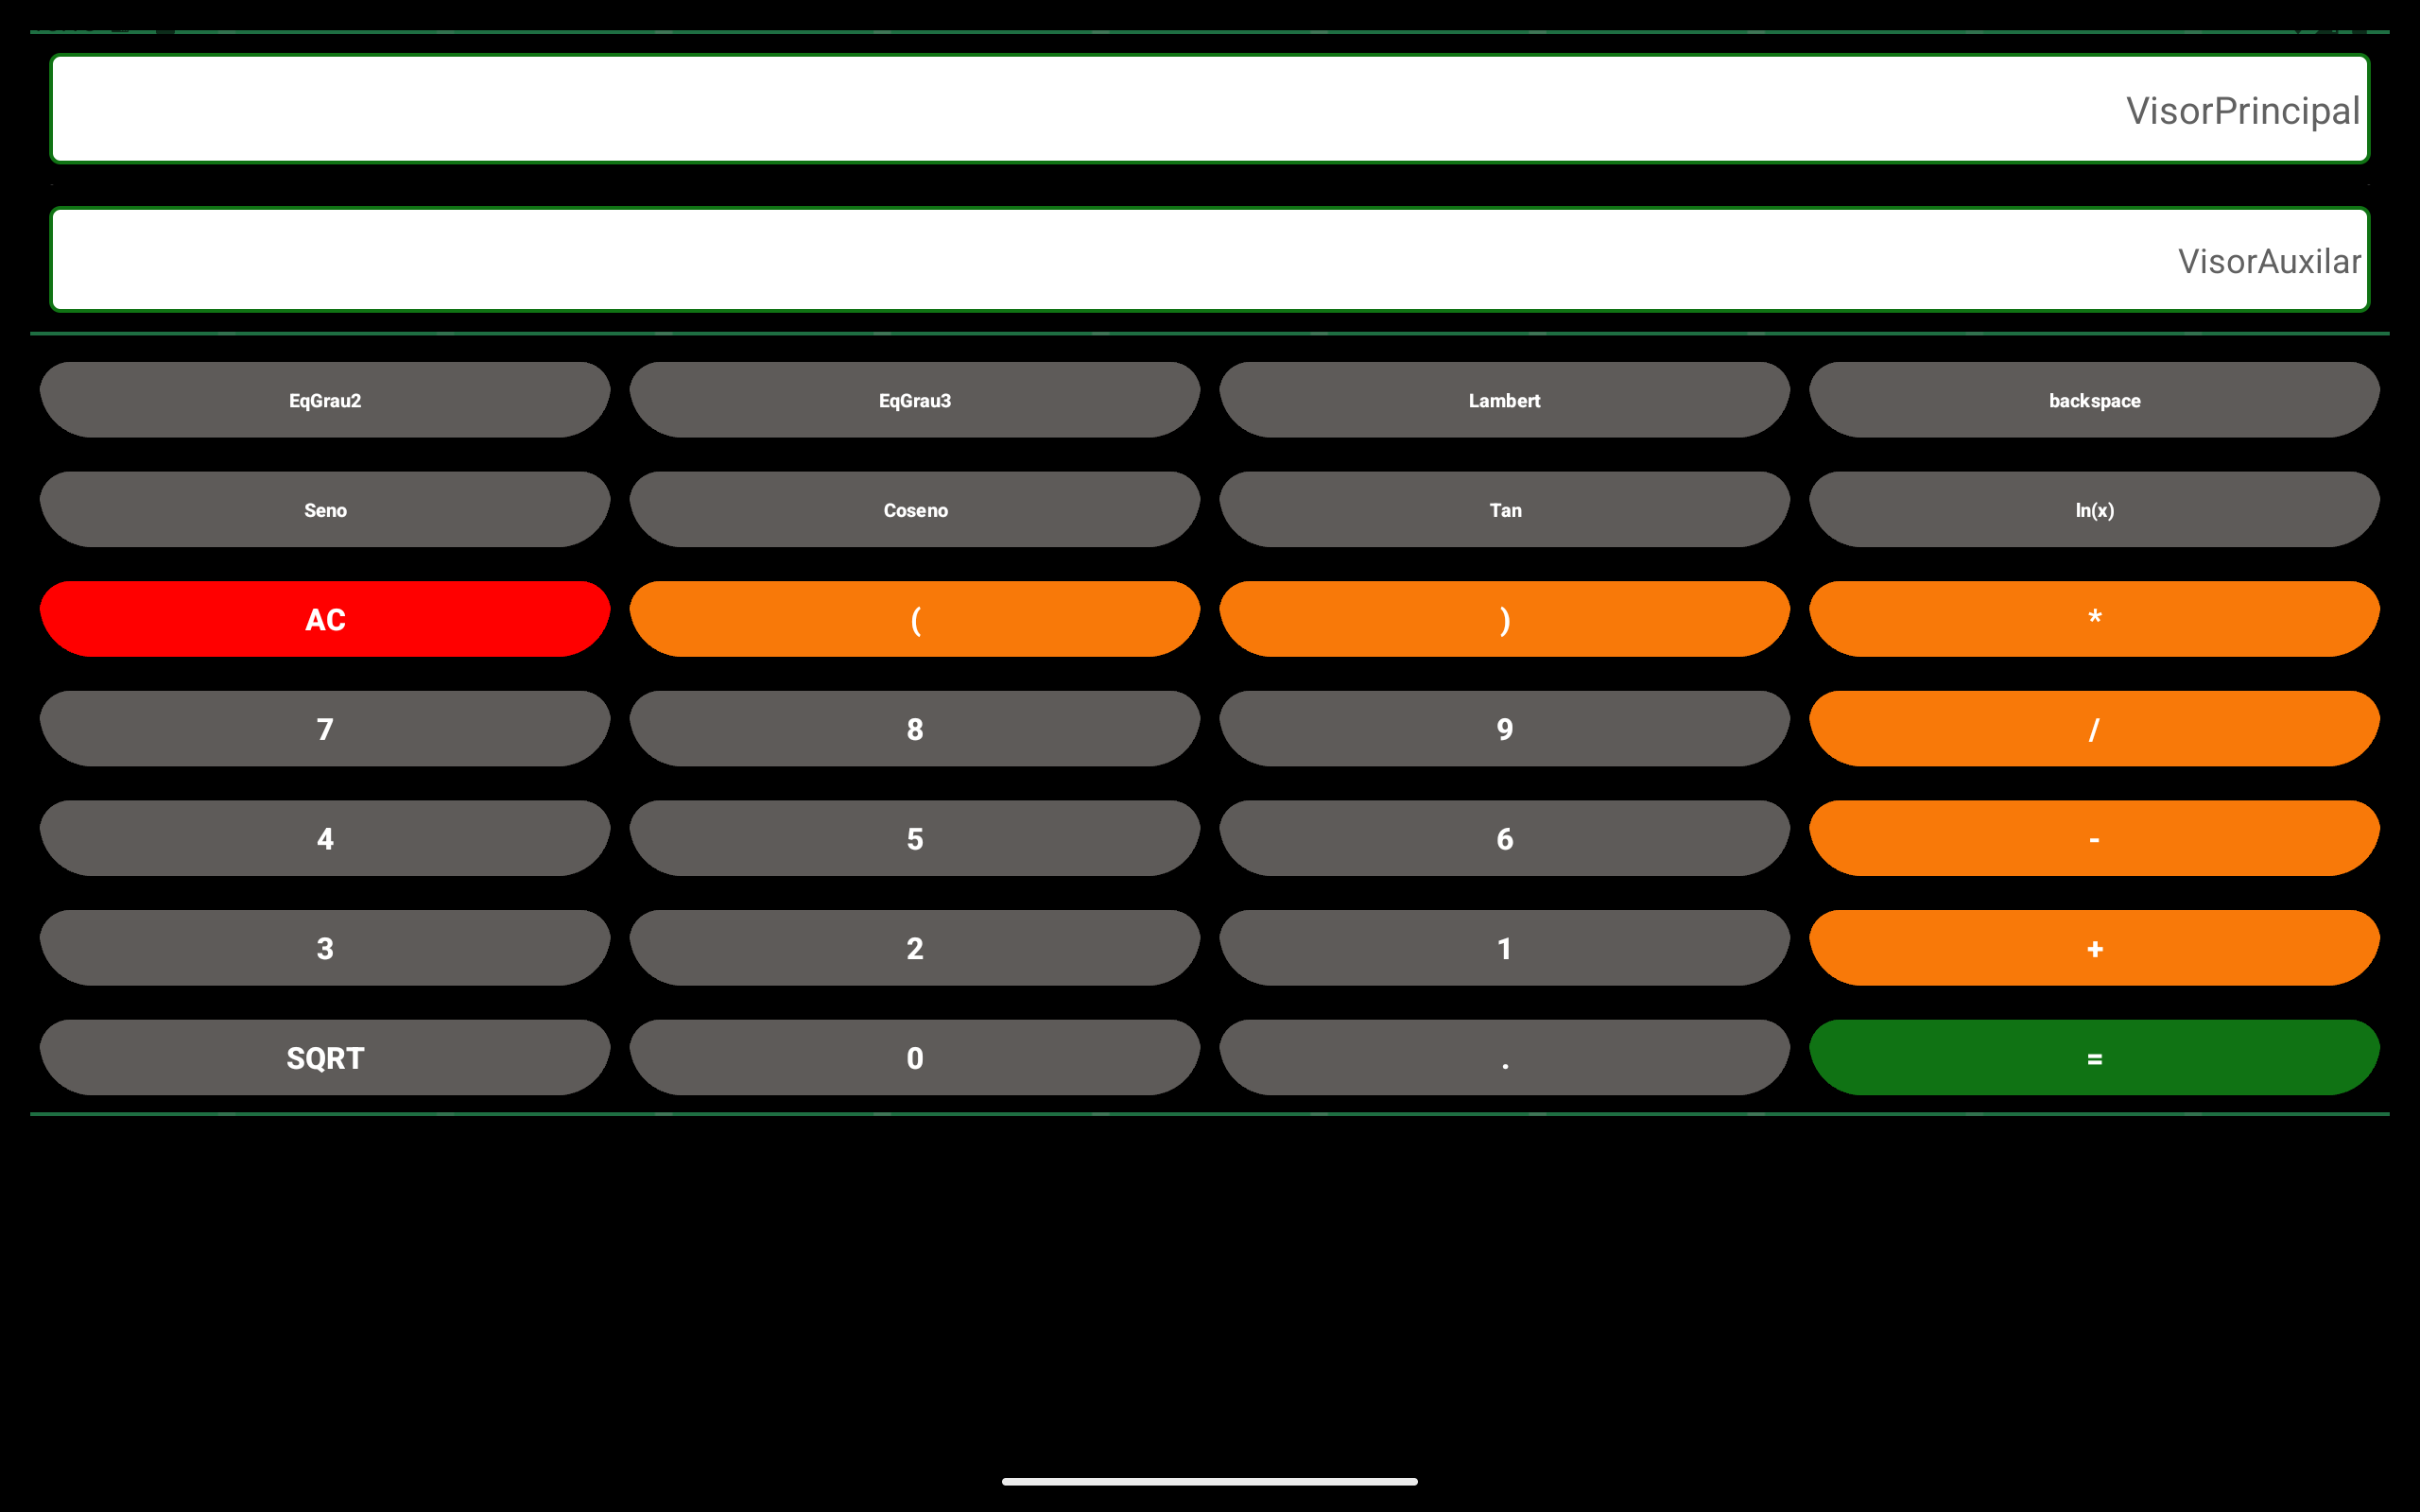 VisorPrincipal
VisorAuxilar
EqGrau2 EqGrau3 Lambert backspace
Seno Coseno Tan ln(x)
AC ( ) *
7 8 9 /
4 5 6 -
3 2 1 +
SQRT 0 . =